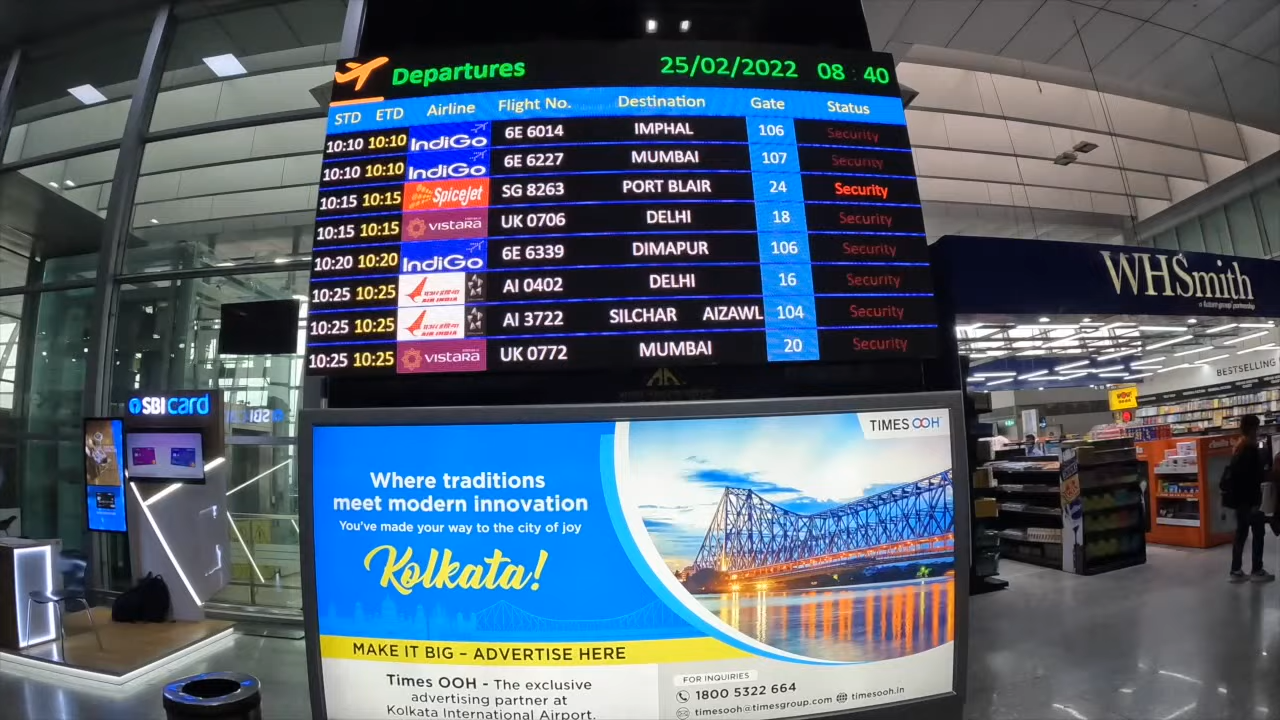 Departures 25/02/2022 08 : 40
STD ETD Airline Flight No. Destination Gate Status
10:10 10:10 IndiGo 6E 6014 IMPHAL 106 Security
10:10 10:10 IndiGo 6E 6227 MUMBAI 107 Security
10:15 10:15 Spicejet SG 8263 PORT BLAIR 24 Security
10:15 10:15 VISTARA UK 0706 DELHI 18 Security
10:20 10:20 IndiGo 6E 6339 DIMAPUR 106 Security
10:25 10:25 AIR INDIA AI 0402 DELHI 16 Security
10:25 10:25 AIR INDIA AI 3722 SILCHAR AIZAWL 104 Security
10:25 10:25 VISTARA UK 0772 MUMBAI 20 Security
WHSmith
a future group partnership
BESTSELLING
SBI card
TIMES OOH
Where traditions
meet modern innovation
You've made your way to the city of joy
Kolkata!
MAKE IT BIG – ADVERTISE HERE
Times OOH - The exclusive
advertising partner at
Kolkata International Airport.
FOR INQUIRIES
1800 5322 664
timesooh@timesgroup.com timesooh.in